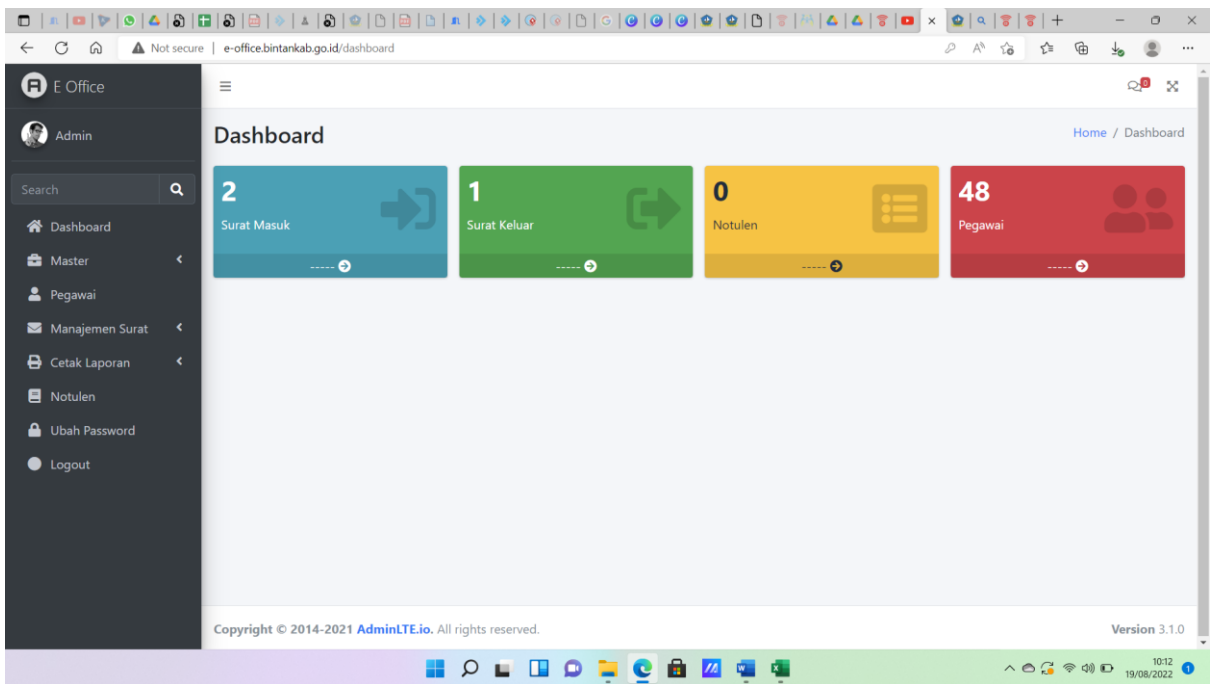 Not secure | e-office.bintankab.go.id/dashboard
E Office
0
Admin
Dashboard
Home / Dashboard
Search
2
Surat Masuk
-----
1
Surat Keluar
-----
0
Notulen
-----
48
Pegawai
-----
Dashboard
Master
Pegawai
Manajemen Surat
Cetak Laporan
Notulen
Ubah Password
Logout
Copyright © 2014-2021 AdminLTE.io. All rights reserved.
Version 3.1.0
10:12
19/08/2022
1